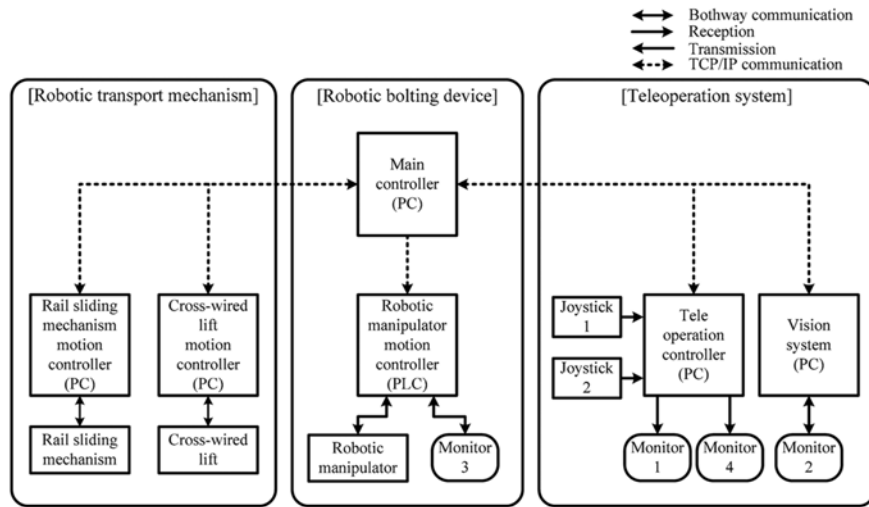 Bothway communication
Reception
Transmission
TCP/IP communication
[Robotic transport mechanism]
[Robotic bolting device]
[Teleoperation system]
Main
controller
(PC)
Rail sliding
mechanism
motion
controller
(PC)
Cross-wired
lift
motion
controller
(PC)
Robotic
manipulator
motion
controller
(PLC)
Joystick
1
Joystick
2
Tele
operation
controller
(PC)
Vision
system
(PC)
Rail sliding
mechanism
Cross-wired
lift
Robotic
manipulator
Monitor
3
Monitor
1
Monitor
4
Monitor
2